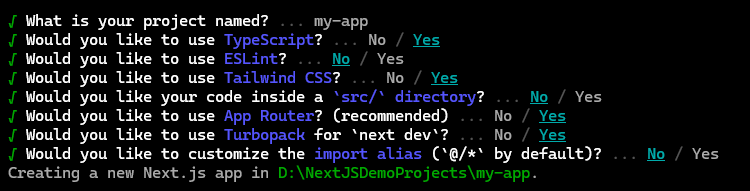 √ What is your project named? ... my-app
√ Would you like to use TypeScript? ... No / Yes
√ Would you like to use ESLint? ... No / Yes
√ Would you like to use Tailwind CSS? ... No / Yes
√ Would you like your code inside a `src/` directory? ... No / Yes
√ Would you like to use App Router? (recommended) ... No / Yes
√ Would you like to use Turbopack for `next dev`? ... No / Yes
√ Would you like to customize the import alias (`@/*` by default)? ... No / Yes
Creating a new Next.js app in D:\NextJSDemoProjects\my-app.